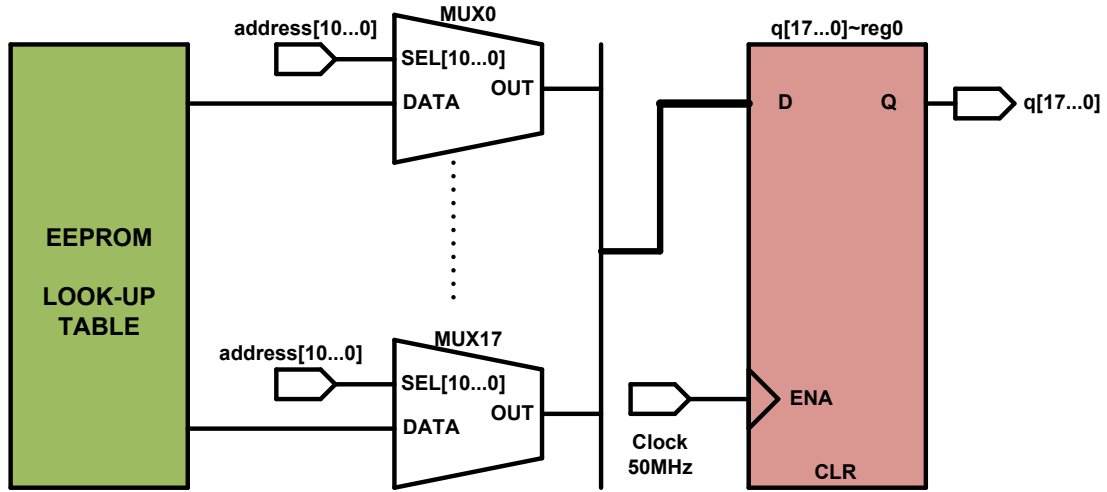 MUX0
address[10...0]
SEL[10...0]
OUT
DATA
EEPROM
LOOK-UP
TABLE
MUX17
address[10...0]
SEL[10...0]
OUT
DATA
q[17...0]~reg0
D
Q
q[17...0]
ENA
Clock
50MHz
CLR